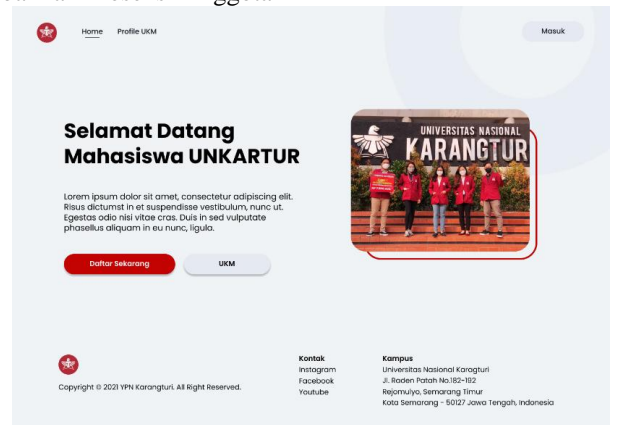 Home Profile UKM Masuk
Selamat Datang
Mahasiswa UNKARTUR
UNIVERSITAS NASIONAL
KARANGTURI
Lorem ipsum dolor sit amet, consectetur adipiscing elit.
Risus dictumst in et suspendisse vestibulum, nunc ut.
Egestas odio nisi vitae cras. Duis in sed vulputate
phasellus aliquam in eu nunc, ligula.
Daftar Sekarang UKM
Copyright © 2021 YPN Karangturi. All Right Reserved.
Kontak
Instagram
Facebook
Youtube
Kampus
Universitas Nasional Karagturi
Jl. Raden Patah No.182-192
Rejomulyo, Semarang Timur
Kota Semarang - 50127 Jawa Tengah, Indonesia